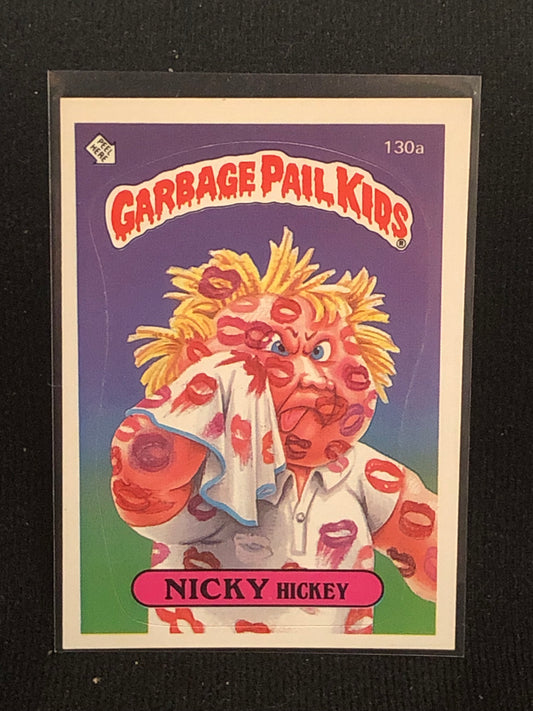 PEEL
HERE
130a
GARBAGE PAIL KIDS
®
NICKY HICKEY